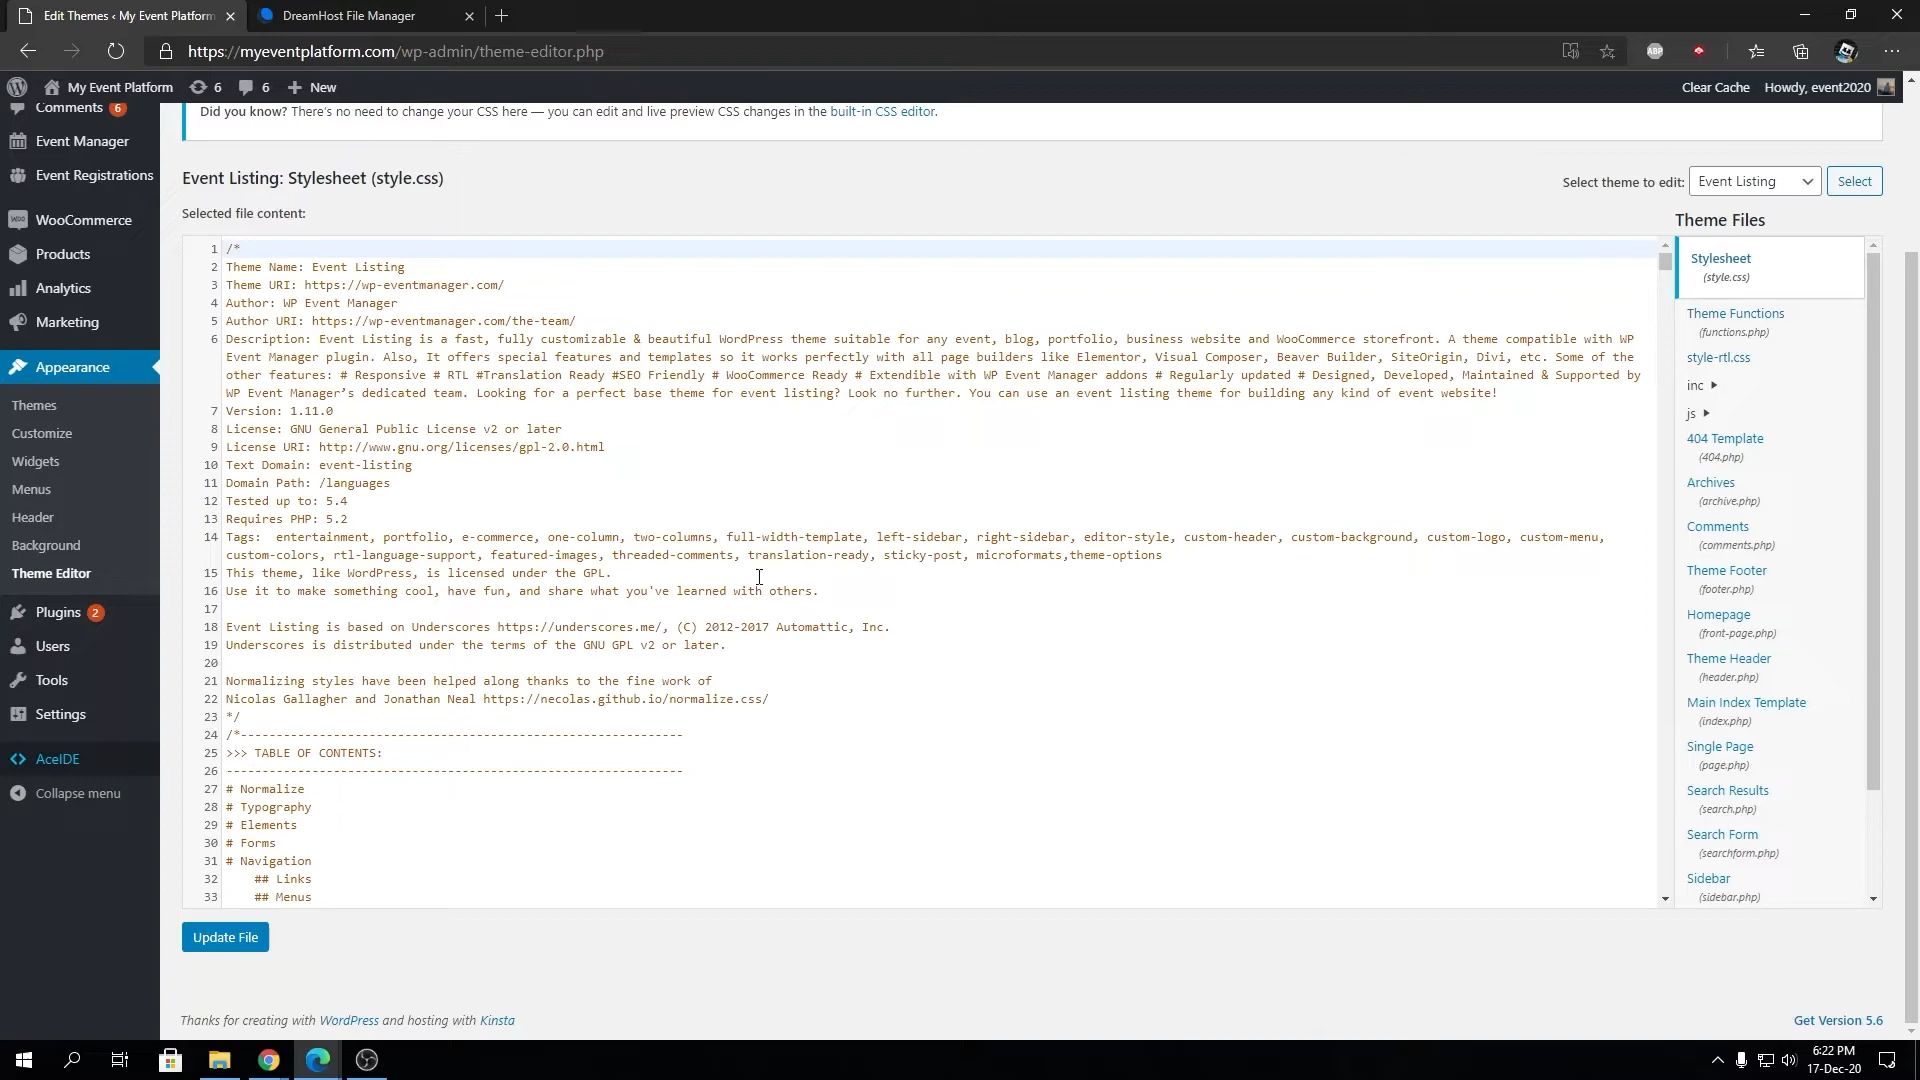 Edit Themes ‹ My Event Platform
DreamHost File Manager
https://myeventplatform.com/wp-admin/theme-editor.php
ABP
My Event Platform
6
6
New
Clear Cache
Howdy, event2020
Comments 6
Event Manager
Event Registrations
WooCommerce
Products
Analytics
Marketing
Appearance
Themes
Customize
Widgets
Menus
Header
Background
Theme Editor
Plugins 2
Users
Tools
Settings
AceIDE
Collapse menu
Did you know? There's no need to change your CSS here — you can edit and live preview CSS changes in the built-in CSS editor.
Event Listing: Stylesheet (style.css)
Select theme to edit: Event Listing Select
Selected file content:
1 /*
2 Theme Name: Event Listing
3 Theme URI: https://wp-eventmanager.com/
4 Author: WP Event Manager
5 Author URI: https://wp-eventmanager.com/the-team/
6 Description: Event Listing is a fast, fully customizable & beautiful WordPress theme suitable for any event, blog, portfolio, business website and WooCommerce storefront. A theme compatible with WP
Event Manager plugin. Also, It offers special features and templates so it works perfectly with all page builders like Elementor, Visual Composer, Beaver Builder, SiteOrigin, Divi, etc. Some of the
other features: # Responsive # RTL #Translation Ready #SEO Friendly # WooCommerce Ready # Extendible with WP Event Manager addons # Regularly updated # Designed, Developed, Maintained & Supported by
WP Event Manager’s dedicated team. Looking for a perfect base theme for event listing? Look no further. You can use an event listing theme for building any kind of event website!
7 Version: 1.11.0
8 License: GNU General Public License v2 or later
9 License URI: http://www.gnu.org/licenses/gpl-2.0.html
10 Text Domain: event-listing
11 Domain Path: /languages
12 Tested up to: 5.4
13 Requires PHP: 5.2
14 Tags:  entertainment, portfolio, e-commerce, one-column, two-columns, full-width-template, left-sidebar, right-sidebar, editor-style, custom-header, custom-background, custom-logo, custom-menu,
custom-colors, rtl-language-support, featured-images, threaded-comments, translation-ready, sticky-post, microformats,theme-options
15 This theme, like WordPress, is licensed under the GPL.
16 Use it to make something cool, have fun, and share what you've learned with others.
17
18 Event Listing is based on Underscores https://underscores.me/, (C) 2012-2017 Automattic, Inc.
19 Underscores is distributed under the terms of the GNU GPL v2 or later.
20
21 Normalizing styles have been helped along thanks to the fine work of
22 Nicolas Gallagher and Jonathan Neal https://necolas.github.io/normalize.css/
23 */
24 /*--------------------------------------------------------------
25 >>> TABLE OF CONTENTS:
26 ----------------------------------------------------------------
27 # Normalize
28 # Typography
29 # Elements
30 # Forms
31 # Navigation
32 ## Links
33 ## Menus
Theme Files
Stylesheet
(style.css)
Theme Functions
(functions.php)
style-rtl.css
inc
js
404 Template
(404.php)
Archives
(archive.php)
Comments
(comments.php)
Theme Footer
(footer.php)
Homepage
(front-page.php)
Theme Header
(header.php)
Main Index Template
(index.php)
Single Page
(page.php)
Search Results
(search.php)
Search Form
(searchform.php)
Sidebar
(sidebar.php)
Update File
Thanks for creating with WordPress and hosting with Kinsta
Get Version 5.6
6:22 PM
17-Dec-20